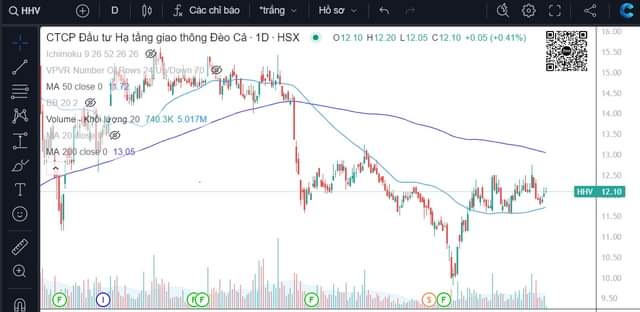 HHV D Các chỉ báo *trắng Hồ sơ
CTCP Đầu tư Hạ tầng giao thông Đèo Cả · 1D · HSX O12.10 H12.20 L12.05 C12.10 +0.05 (+0.41%)
Ichimoku 9 26 52 26 26
VPVR Number Of Rows 24 Up/Down 70
MA 50 close 0 11.72
BB 20 2
Volume - Khối lượng 20 740.3K 5.017M
MA 20 close 0
MA 200 close 0 13.05
16.00
15.50
15.00
14.50
14.00
13.50
13.00
12.50
HHV 12.10
11.50
11.00
10.50
10.00
9.50
F I F F F S F